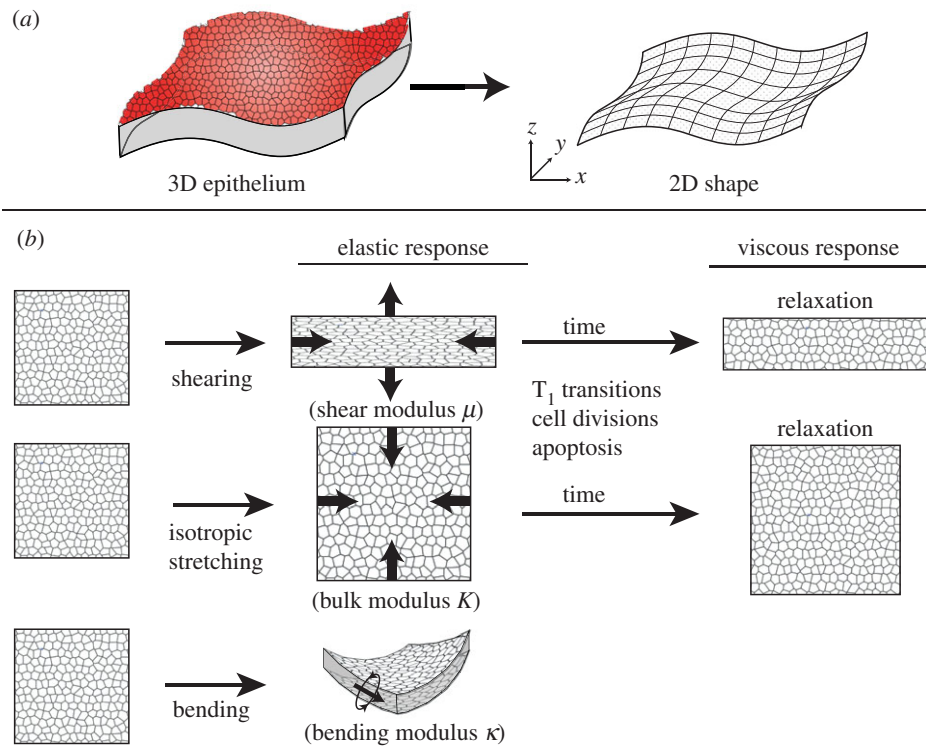 (a)
3D epithelium
z
y
x
2D shape
(b)
elastic response
viscous response
shearing
(shear modulus μ)
time
T1 transitions
cell divisions
apoptosis
relaxation
isotropic
stretching
(bulk modulus K)
time
relaxation
bending
(bending modulus κ)